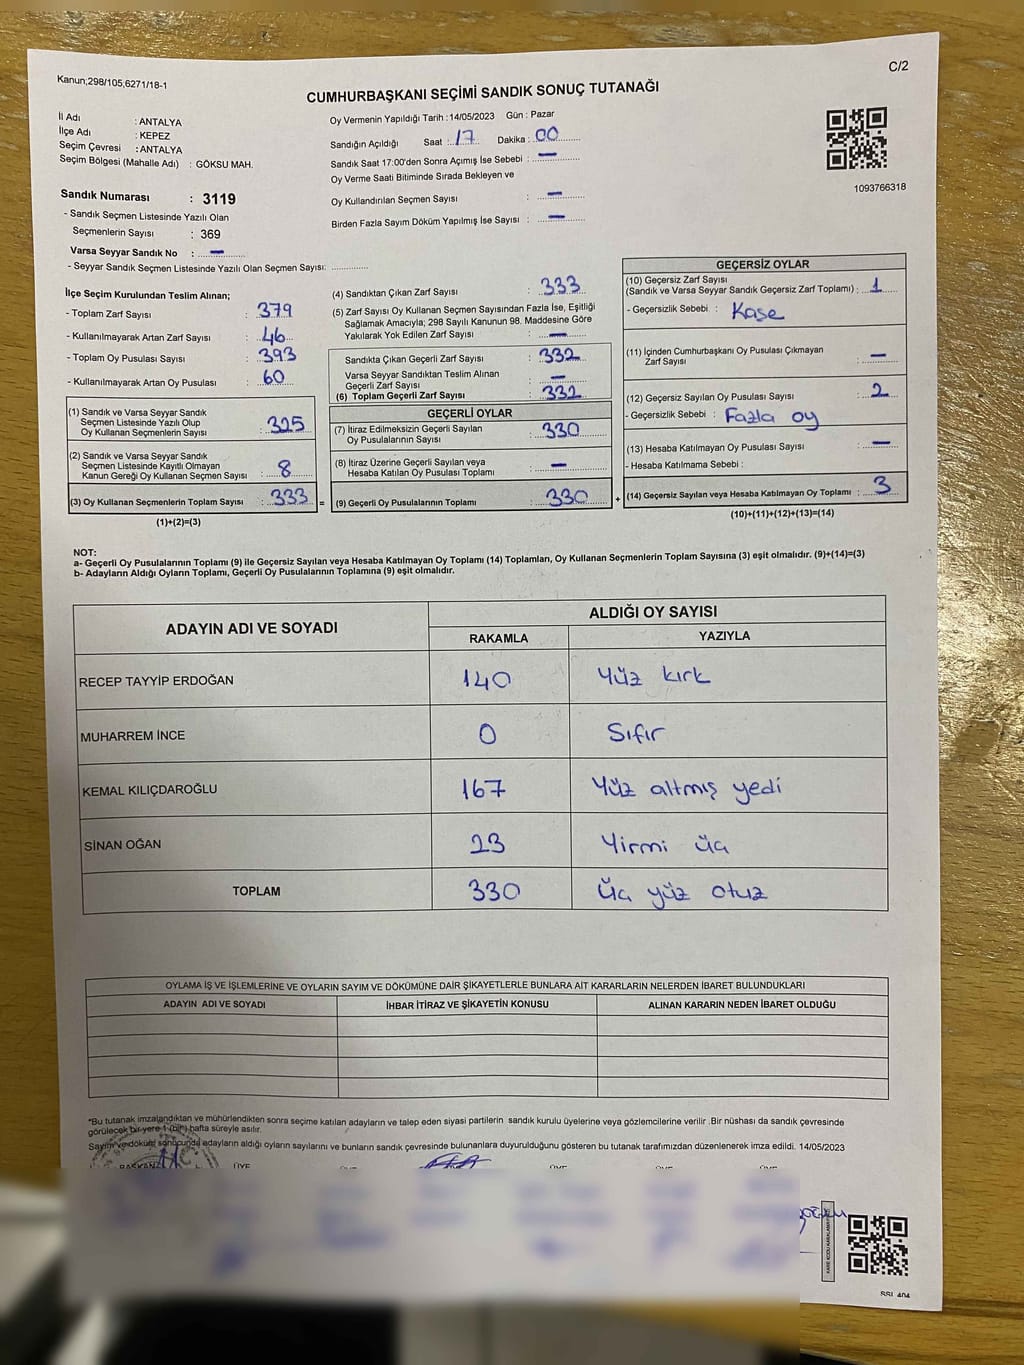 C/2
Kanun;298/105,6271/18-1
CUMHURBAŞKANI SEÇİMİ SANDIK SONUÇ TUTANAĞI
İl Adı : ANTALYA
İlçe Adı : KEPEZ
Seçim Çevresi : ANTALYA
Seçim Bölgesi (Mahalle Adı) : GÖKSU MAH.
Sandık Numarası : 3119
- Sandık Seçmen Listesinde Yazılı Olan
Seçmenlerin Sayısı : 369
Varsa Seyyar Sandık No : —
- Seyyar Sandık Seçmen Listesinde Yazılı Olan Seçmen Sayısı: ..............
Oy Vermenin Yapıldığı Tarih : 14/05/2023 Gün : Pazar
Sandığın Açıldığı Saat : 17 Dakika : 00
Sandık Saat 17:00'den Sonra Açımış İse Sebebi : —
Oy Verme Saati Bitiminde Sırada Bekleyen ve
Oy Kullandırılan Seçmen Sayısı : —
Birden Fazla Sayım Döküm Yapılmış İse Sayısı : —
1093766318
İlçe Seçim Kurulundan Teslim Alınan;
- Toplam Zarf Sayısı : 379
- Kullanılmayarak Artan Zarf Sayısı : 46
- Toplam Oy Pusulası Sayısı : 393
- Kullanılmayarak Artan Oy Pusulası : 60
(1) Sandık ve Varsa Seyyar Sandık
Seçmen Listesinde Yazılı Olup
Oy Kullanan Seçmenlerin Sayısı : 325
(2) Sandık ve Varsa Seyyar Sandık
Seçmen Listesinde Kayıtlı Olmayan
Kanun Gereği Oy Kullanan Seçmen Sayısı : 8
(3) Oy Kullanan Seçmenlerin Toplam Sayısı : 333 =
(1)+(2)=(3)
(4) Sandıktan Çıkan Zarf Sayısı : 333
(5) Zarf Sayısı Oy Kullanan Seçmen Sayısından Fazla İse, Eşitliği
Sağlamak Amacıyla; 298 Sayılı Kanunun 98. Maddesine Göre
Yakılarak Yok Edilen Zarf Sayısı : —
Sandıkta Çıkan Geçerli Zarf Sayısı : 332
Varsa Seyyar Sandıktan Teslim Alınan
Geçerli Zarf Sayısı : —
(6) Toplam Geçerli Zarf Sayısı : 332
GEÇERLİ OYLAR
(7) İtiraz Edilmeksizin Geçerli Sayılan
Oy Pusulalarının Sayısı : 330
(8) İtiraz Üzerine Geçerli Sayılan veya
Hesaba Katılan Oy Pusulası Toplamı : —
(9) Geçerli Oy Pusulalarının Toplamı : 330 +
GEÇERSİZ OYLAR
(10) Geçersiz Zarf Sayısı
(Sandık ve Varsa Seyyar Sandık Geçersiz Zarf Toplamı) : 1
- Geçersizlik Sebebi : Kaşe
(11) İçinden Cumhurbaşkanı Oy Pusulası Çıkmayan
Zarf Sayısı : —
(12) Geçersiz Sayılan Oy Pusulası Sayısı : 2
- Geçersizlik Sebebi : Fazla oy
(13) Hesaba Katılmayan Oy Pusulası Sayısı : —
- Hesaba Katılmama Sebebi :
(14) Geçersiz Sayılan veya Hesaba Katılmayan Oy Toplamı : 3
(10)+(11)+(12)+(13)=(14)
NOT:
a- Geçerli Oy Pusulalarının Toplamı (9) ile Geçersiz Sayılan veya Hesaba Katılmayan Oy Toplamı (14) Toplamları, Oy Kullanan Seçmenlerin Toplam Sayısına (3) eşit olmalıdır. (9)+(14)=(3)
b- Adayların Aldığı Oyların Toplamı, Geçerli Oy Pusulalarının Toplamına (9) eşit olmalıdır.
ADAYIN ADI VE SOYADI ALDIĞI OY SAYISI
RAKAMLA YAZIYLA
RECEP TAYYİP ERDOĞAN 140 Yüz kırk
MUHARREM İNCE 0 Sıfır
KEMAL KILIÇDAROĞLU 167 Yüz altmış yedi
SİNAN OĞAN 23 Yirmi üç
TOPLAM 330 Üç yüz otuz
OYLAMA İŞ VE İŞLEMLERİNE VE OYLARIN SAYIM VE DÖKÜMÜNE DAİR ŞİKAYETLERLE BUNLARA AİT KARARLARIN NELERDEN İBARET BULUNDUKLARI
ADAYIN ADI VE SOYADI İHBAR İTİRAZ VE ŞİKAYETİN KONUSU ALINAN KARARIN NEDEN İBARET OLDUĞU
*Bu tutanak imzalandıktan ve mühürlendikten sonra seçime katılan adayların ve talep eden siyasi partilerin sandık kurulu üyelerine veya gözlemcilerine verilir .Bir nüshası da sandık çevresinde
görülecek bir yere 1 (bir) hafta süreyle asılır.
Sayım ve döküm sonucunda adayların aldığı oyların sayılarını ve bunların sandık çevresinde bulunanlara duyurulduğunu gösteren bu tutanak tarafımızdan düzenlenerek imza edildi. 14/05/2023
BAŞKAN ÜYE